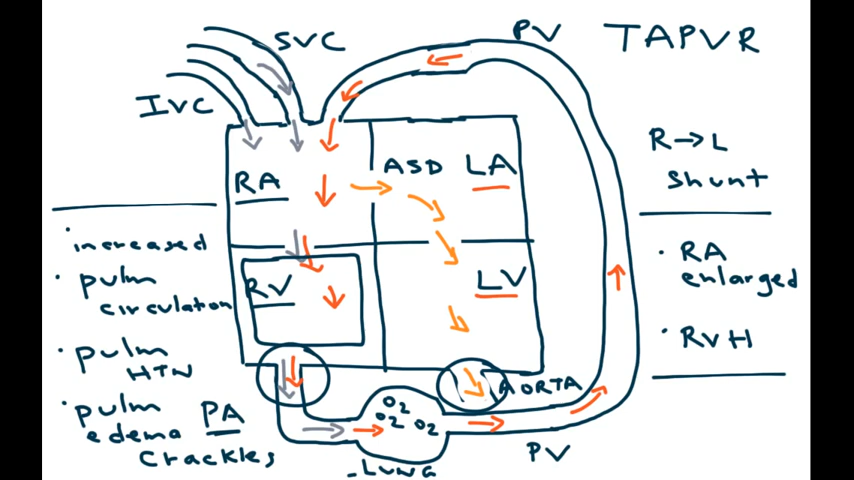 SVC
PV
TAPVR
IVC
R→L
shunt
ASD
LA
RA
increased
pulm
circulaton
RA
enlarged
RV
LV
RVH
pulm
HTN
AORTA
pulm
edema
crackles
PA
O2
O2 O2
LUNG
PV